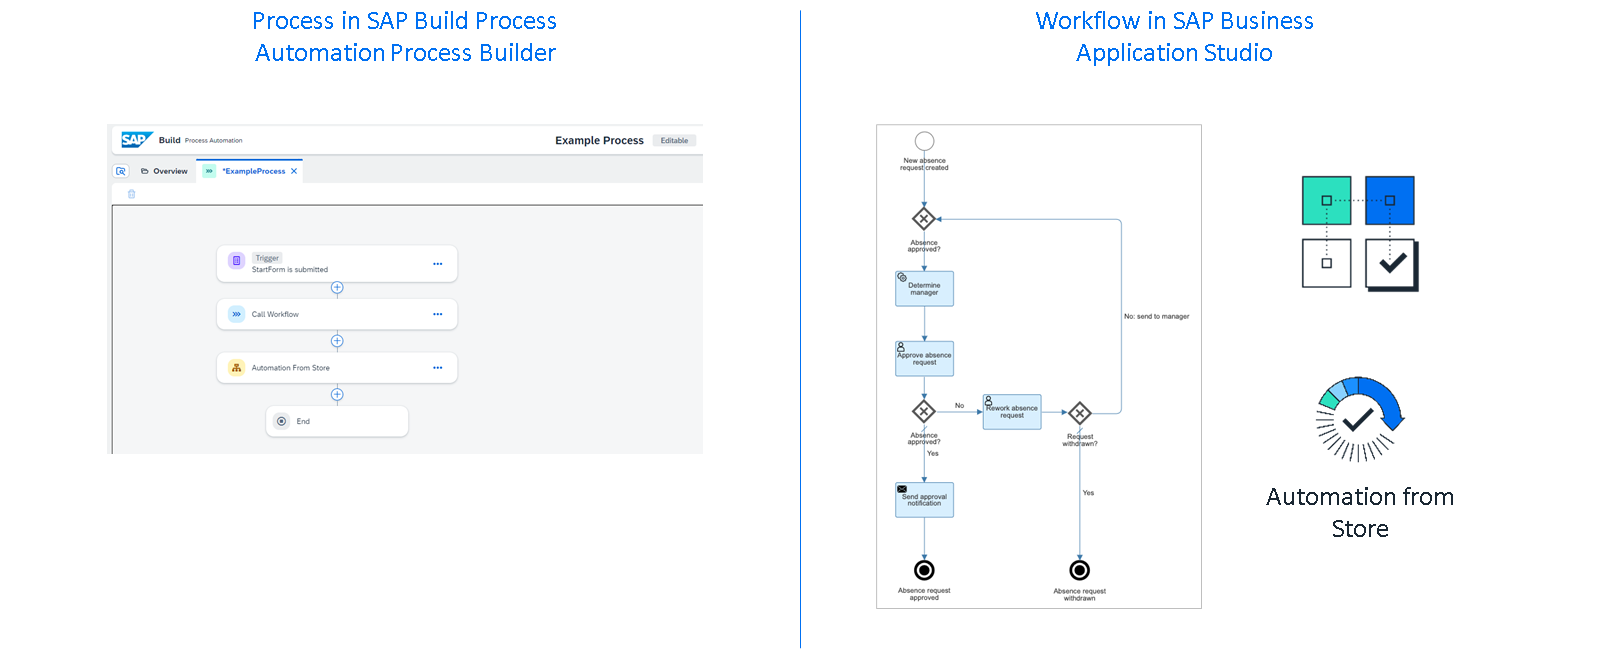 Process in SAP Build Process
Automation Process Builder
SAP Build Process Automation
Example Process Editable
Overview *ExampleProcess
Trigger
StartForm is submitted
Call Workflow
Automation From Store
End
Workflow in SAP Business
Application Studio
New absence
request created
Absence
approved?
Determine
manager
No: send to manager
Approve absence
request
No
Rework absence
request
Absence
approved?
Request
withdrawn?
Yes
Send approval
notification
Yes
Absence request
approved
Absence request
withdrawn
Automation from
Store